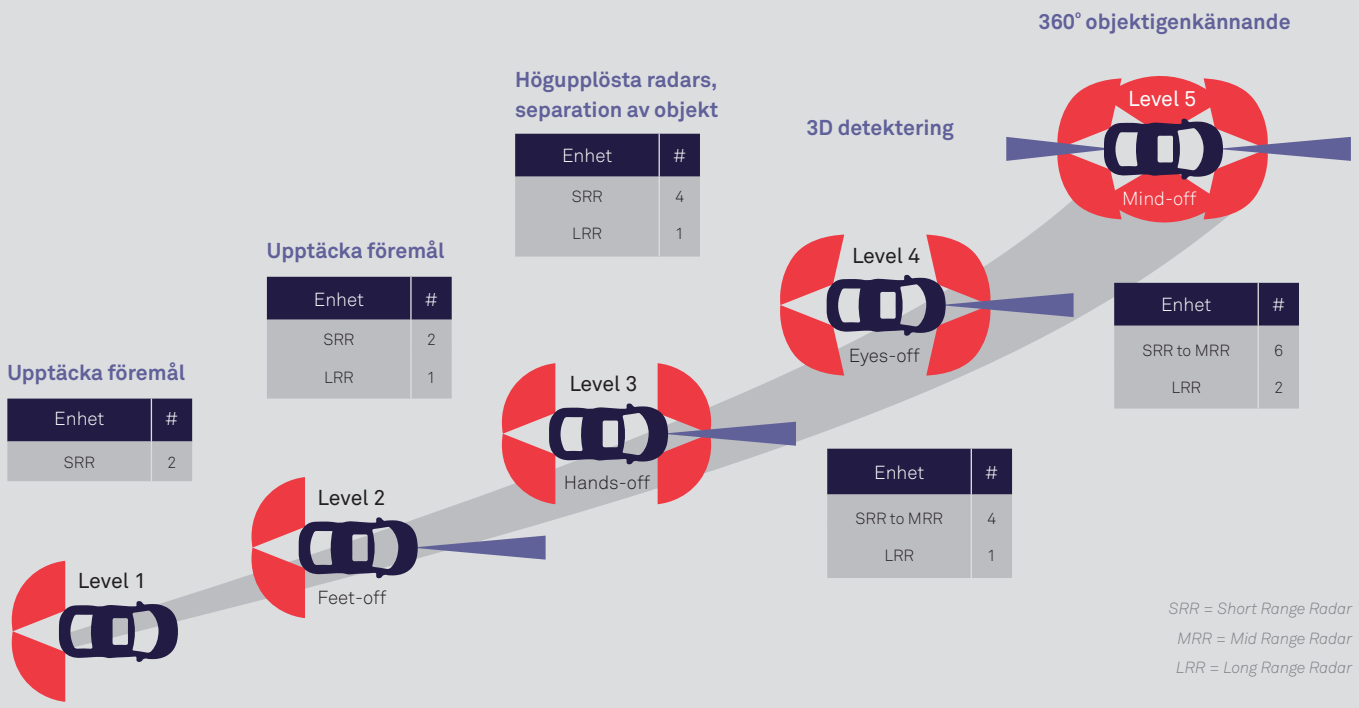 360° objektigenkännande
Högupplösta radars,
separation av objekt
Enhet #
SRR 4
LRR 1
3D detektering
Level 5
Mind-off
Upptäcka föremål
Enhet #
SRR 2
LRR 1
Level 4
Eyes-off
Enhet #
SRR to MRR 6
LRR 2
Upptäcka föremål
Enhet #
SRR 2
Level 3
Hands-off
Enhet #
SRR to MRR 4
LRR 1
Level 2
Feet-off
Level 1
SRR = Short Range Radar
MRR = Mid Range Radar
LRR = Long Range Radar